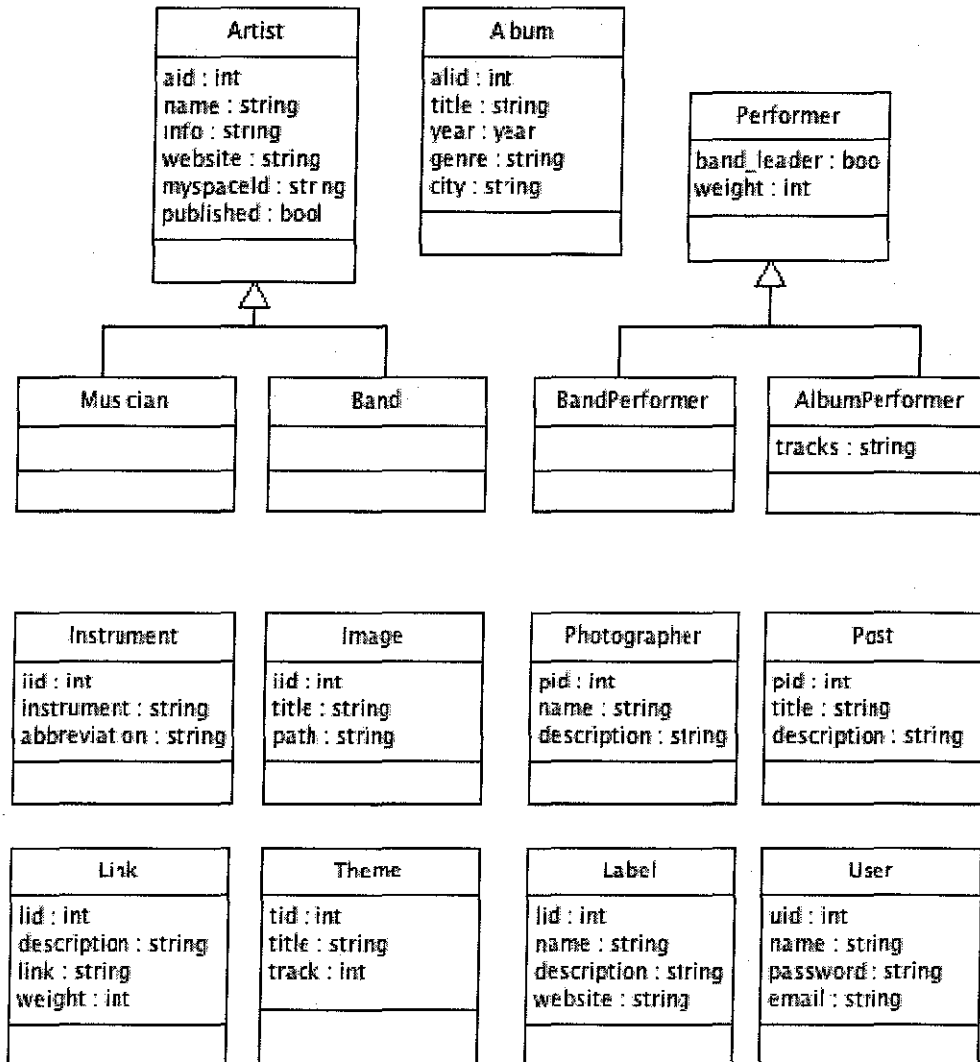 Artist
aid : int
name : string
info : string
website : string
myspaceId : string
published : bool
Album
alid : int
title : string
year : year
genre : string
city : string
Performer
band_leader : boo
weight : int
Musician
Band
BandPerformer
AlbumPerformer
tracks : string
Instrument
iid : int
instrument : string
abbreviation : string
Image
iid : int
title : string
path : string
Photographer
pid : int
name : string
description : string
Post
pid : int
title : string
description : string
Link
lid : int
description : string
link : string
weight : int
Theme
tid : int
title : string
track : int
Label
lid : int
name : string
description : string
website : string
User
uid : int
name : string
password : string
email : string